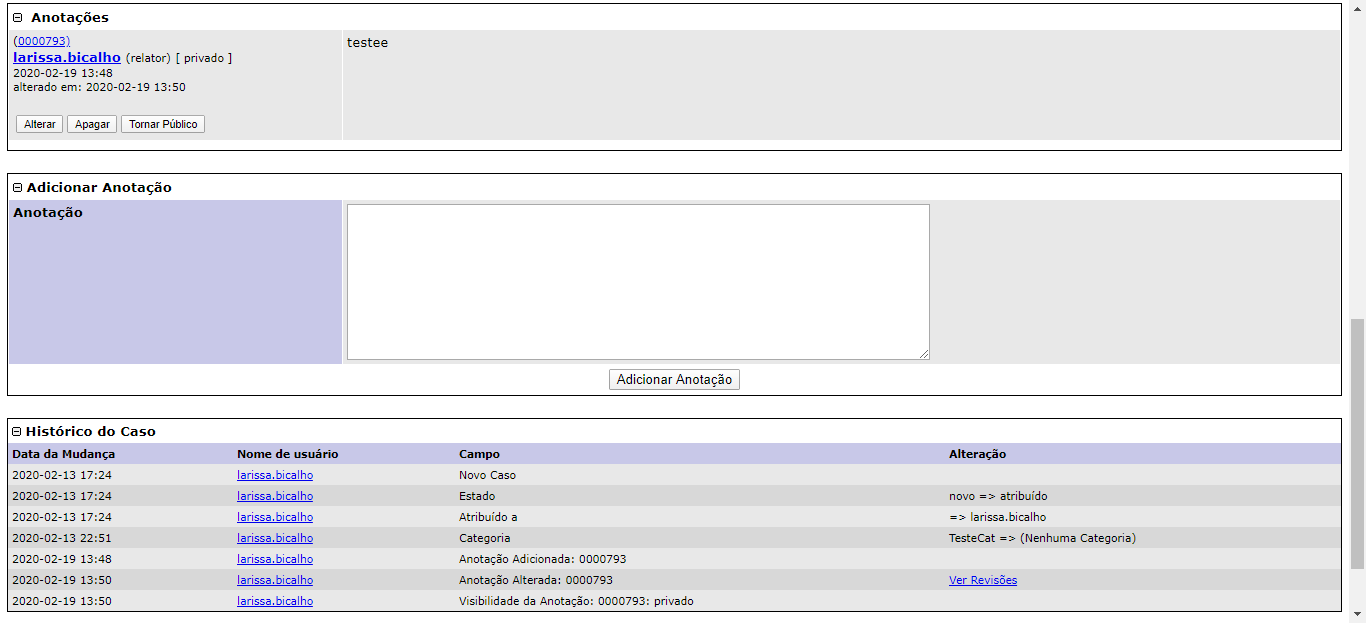 Anotações
(0000793)
larissa.bicalho (relator) [ privado ]
2020-02-19 13:48
alterado em: 2020-02-19 13:50
Alterar Apagar Tornar Público
testee
Adicionar Anotação
Anotação
Adicionar Anotação
Histórico do Caso
Data da Mudança Nome de usuário Campo Alteração
2020-02-13 17:24 larissa.bicalho Novo Caso
2020-02-13 17:24 larissa.bicalho Estado novo => atribuído
2020-02-13 17:24 larissa.bicalho Atribuído a => larissa.bicalho
2020-02-13 22:51 larissa.bicalho Categoria TesteCat => (Nenhuma Categoria)
2020-02-19 13:48 larissa.bicalho Anotação Adicionada: 0000793
2020-02-19 13:50 larissa.bicalho Anotação Alterada: 0000793 Ver Revisões
2020-02-19 13:50 larissa.bicalho Visibilidade da Anotação: 0000793: privado